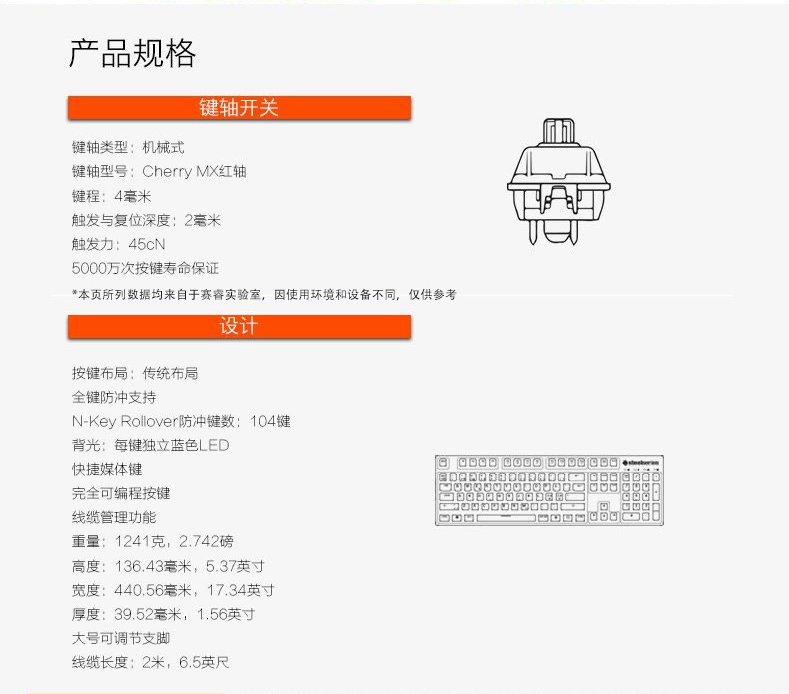 产品规格
键轴开关
键轴类型：机械式
键轴型号：Cherry MX红轴
键程：4毫米
触发与复位深度：2毫米
触发力：45cN
5000万次按键寿命保证
*本页所列数据均来自于赛睿实验室，因使用环境和设备不同，仅供参考
设计
按键布局：传统布局
全键防冲支持
N-Key Rollover防冲键数：104键
背光：每键独立蓝色LED
快捷媒体键
完全可编程按键
steelseries
线缆管理功能
重量：1241克，2.742磅
高度：136.43毫米，5.37英寸
宽度：440.56毫米，17.34英寸
厚度：39.52毫米，1.56英寸
大号可调节支脚
线缆长度：2米，6.5英尺